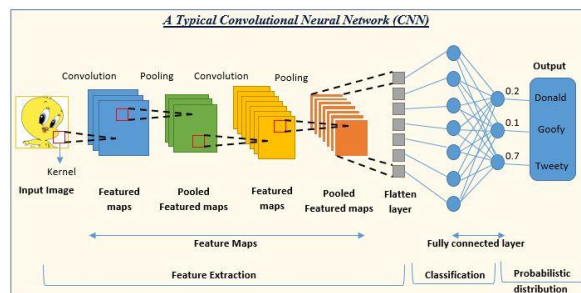 A Typical Convolutional Neural Network (CNN)
Convolution
Pooling
Convolution
Pooling
Output
Kernel
0.2
Donald
0.1
Goofy
0.7
Tweety
Input Image
Featured
maps
Pooled
Featured maps
Featured
maps
Pooled
Featured maps
Flatten
layer
Fully connected layer
Feature Maps
Feature Extraction
Classification
Probabilistic
distribution